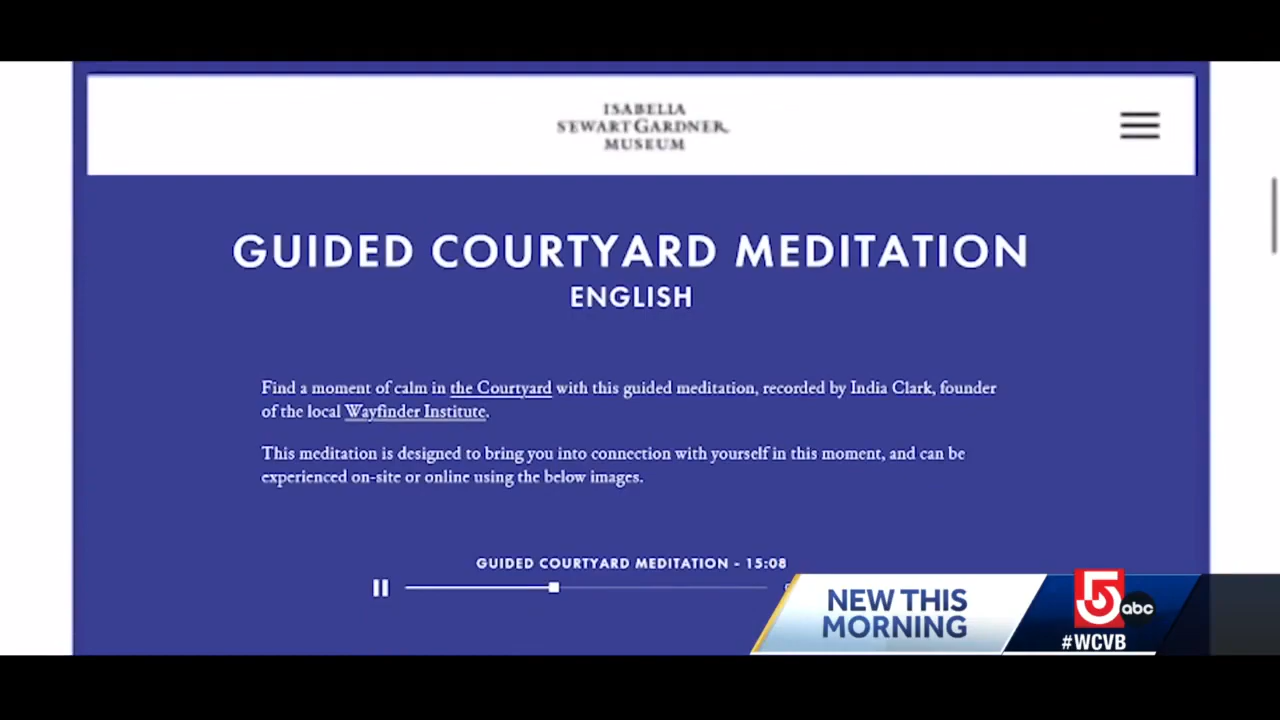 ISABELLA
STEWART GARDNER
MUSEUM
GUIDED COURTYARD MEDITATION
ENGLISH
Find a moment of calm in the Courtyard with this guided meditation, recorded by India Clark, founder
of the local Wayfinder Institute.
This meditation is designed to bring you into connection with yourself in this moment, and can be
experienced on-site or online using the below images.
GUIDED COURTYARD MEDITATION - 15:08
NEW THIS
MORNING
5 abc
#WCVB